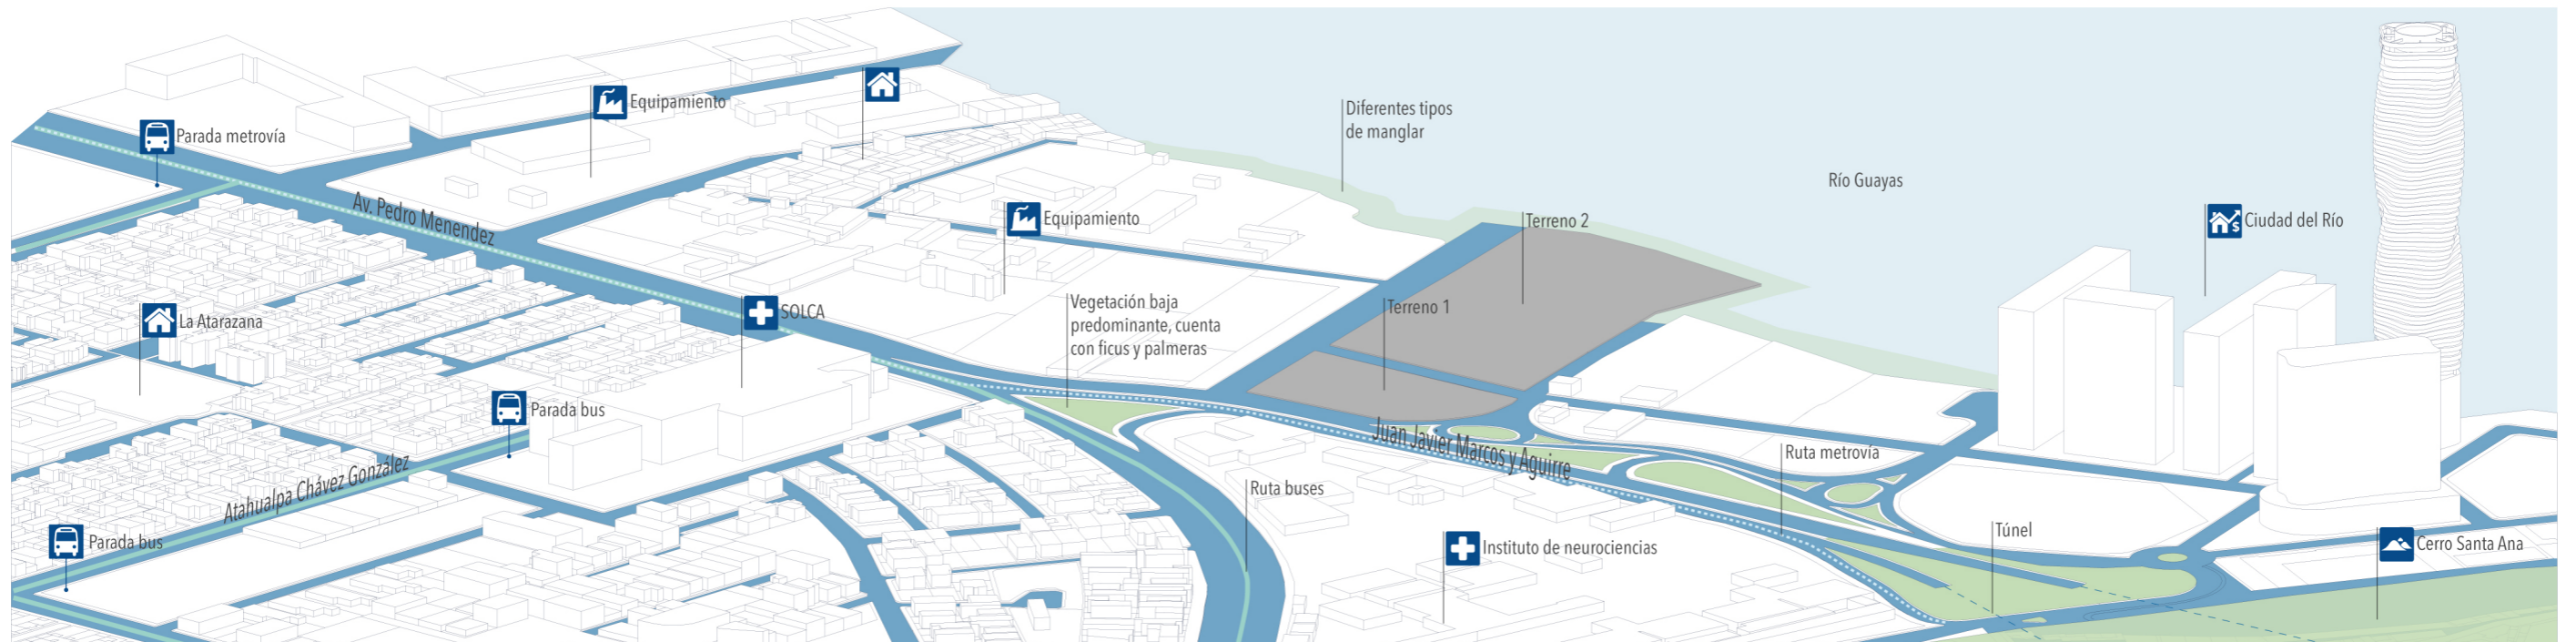 Equipamiento
Parada metrovía
Diferentes tipos
de manglar
Río Guayas
Av. Pedro Menendez
Equipamiento
Terreno 2
Ciudad del Río
La Atarazana
SOLCA
Vegetación baja
predominante, cuenta
con ficus y palmeras
Terreno 1
Parada bus
Juan Javier Marcos y Aguirre
Ruta metrovía
Atahualpa Chávez González
Ruta buses
Parada bus
Instituto de neurociencias
Túnel
Cerro Santa Ana